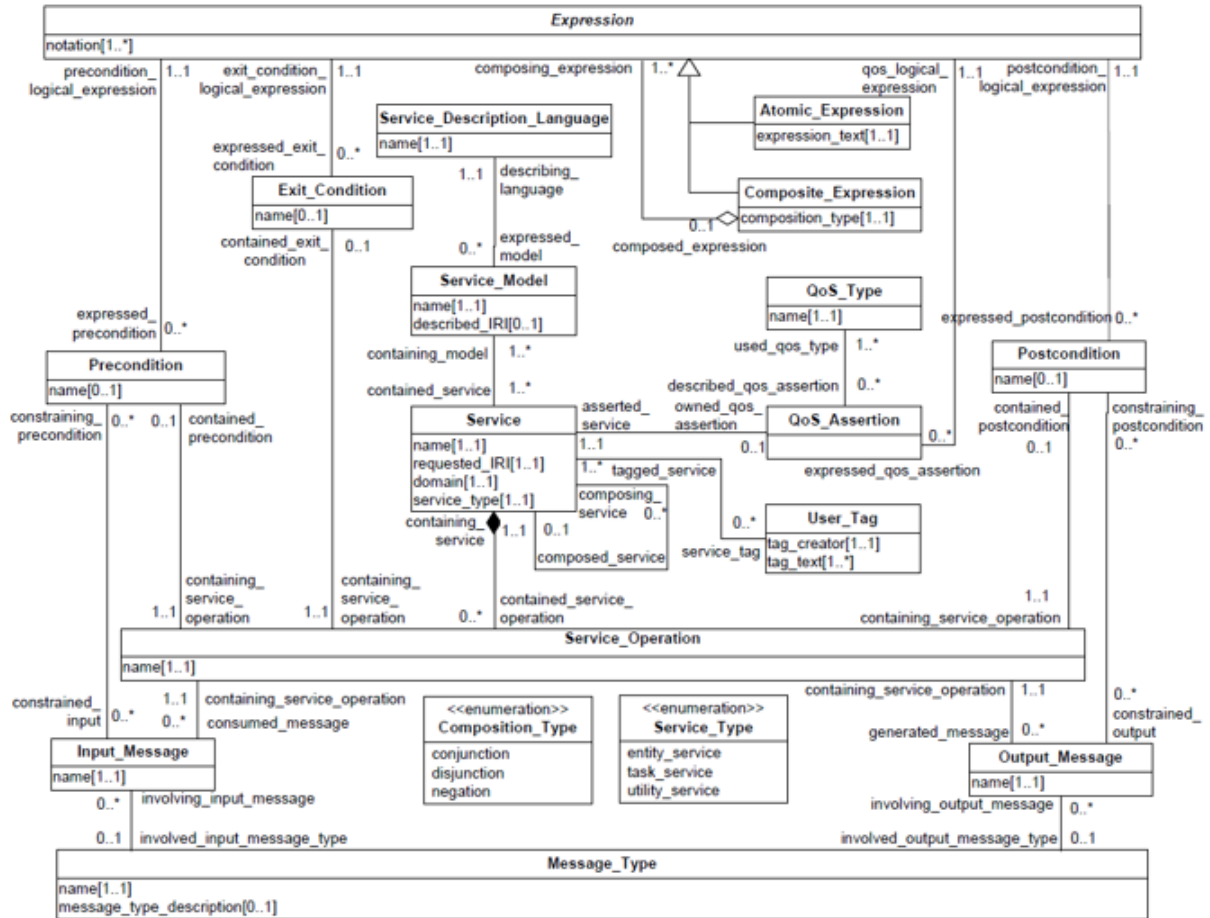 Expression
notation[1..*]
precondition_
logical_expression
1..1
exit_condition_
logical_expression
1..1
composing_expression
1..*
qos_logical_
expression
1..1
postcondition_
logical_expression
1..1
Atomic_Expression
expression_text[1..1]
Service_Description_Language
name[1..1]
expressed_exit_
condition
0..*
1..1
describing_
language
Exit_Condition
name[0..1]
Composite_Expression
composition_type[1..1]
0..1
composed_expression
contained_exit_
condition
0..1
0..*
expressed_
model
Service_Model
name[1..1]
described_IRI[0..1]
QoS_Type
name[1..1]
expressed_
precondition
0..*
expressed_postcondition
0..*
containing_model
1..*
used_qos_type
1..*
Precondition
name[0..1]
Postcondition
name[0..1]
contained_service
1..*
described_qos_assertion
0..*
constraining_
precondition
0..*
0..1
contained_
precondition
Service
name[1..1]
requested_IRI[1..1]
domain[1..1]
service_type[1..1]
asserted_
service
1..1
owned_qos_
assertion
0..1
QoS_Assertion
0..*
expressed_qos_assertion
contained_
postcondition
0..1
constraining_
postcondition
0..*
1..*
tagged_service
composing_
service
0..*
containing_
service
1..1
0..1
composed_service
0..*
service_tag
User_Tag
tag_creator[1..1]
tag_text[1..*]
containing_
service_
operation
1..1
containing_
service_
operation
1..1
contained_service_
operation
0..*
1..1
containing_service_operation
Service_Operation
name[1..1]
constrained_
input
0..*
1..1
containing_service_operation
0..*
consumed_message
<<enumeration>>
Composition_Type
conjunction
disjunction
negation
<<enumeration>>
Service_Type
entity_service
task_service
utility_service
containing_service_operation
1..1
generated_message
0..*
0..*
constrained_
output
Input_Message
name[1..1]
Output_Message
name[1..1]
0..*
involving_input_message
0..1
involved_input_message_type
involving_output_message
0..*
involved_output_message_type
0..1
Message_Type
name[1..1]
message_type_description[0..1]